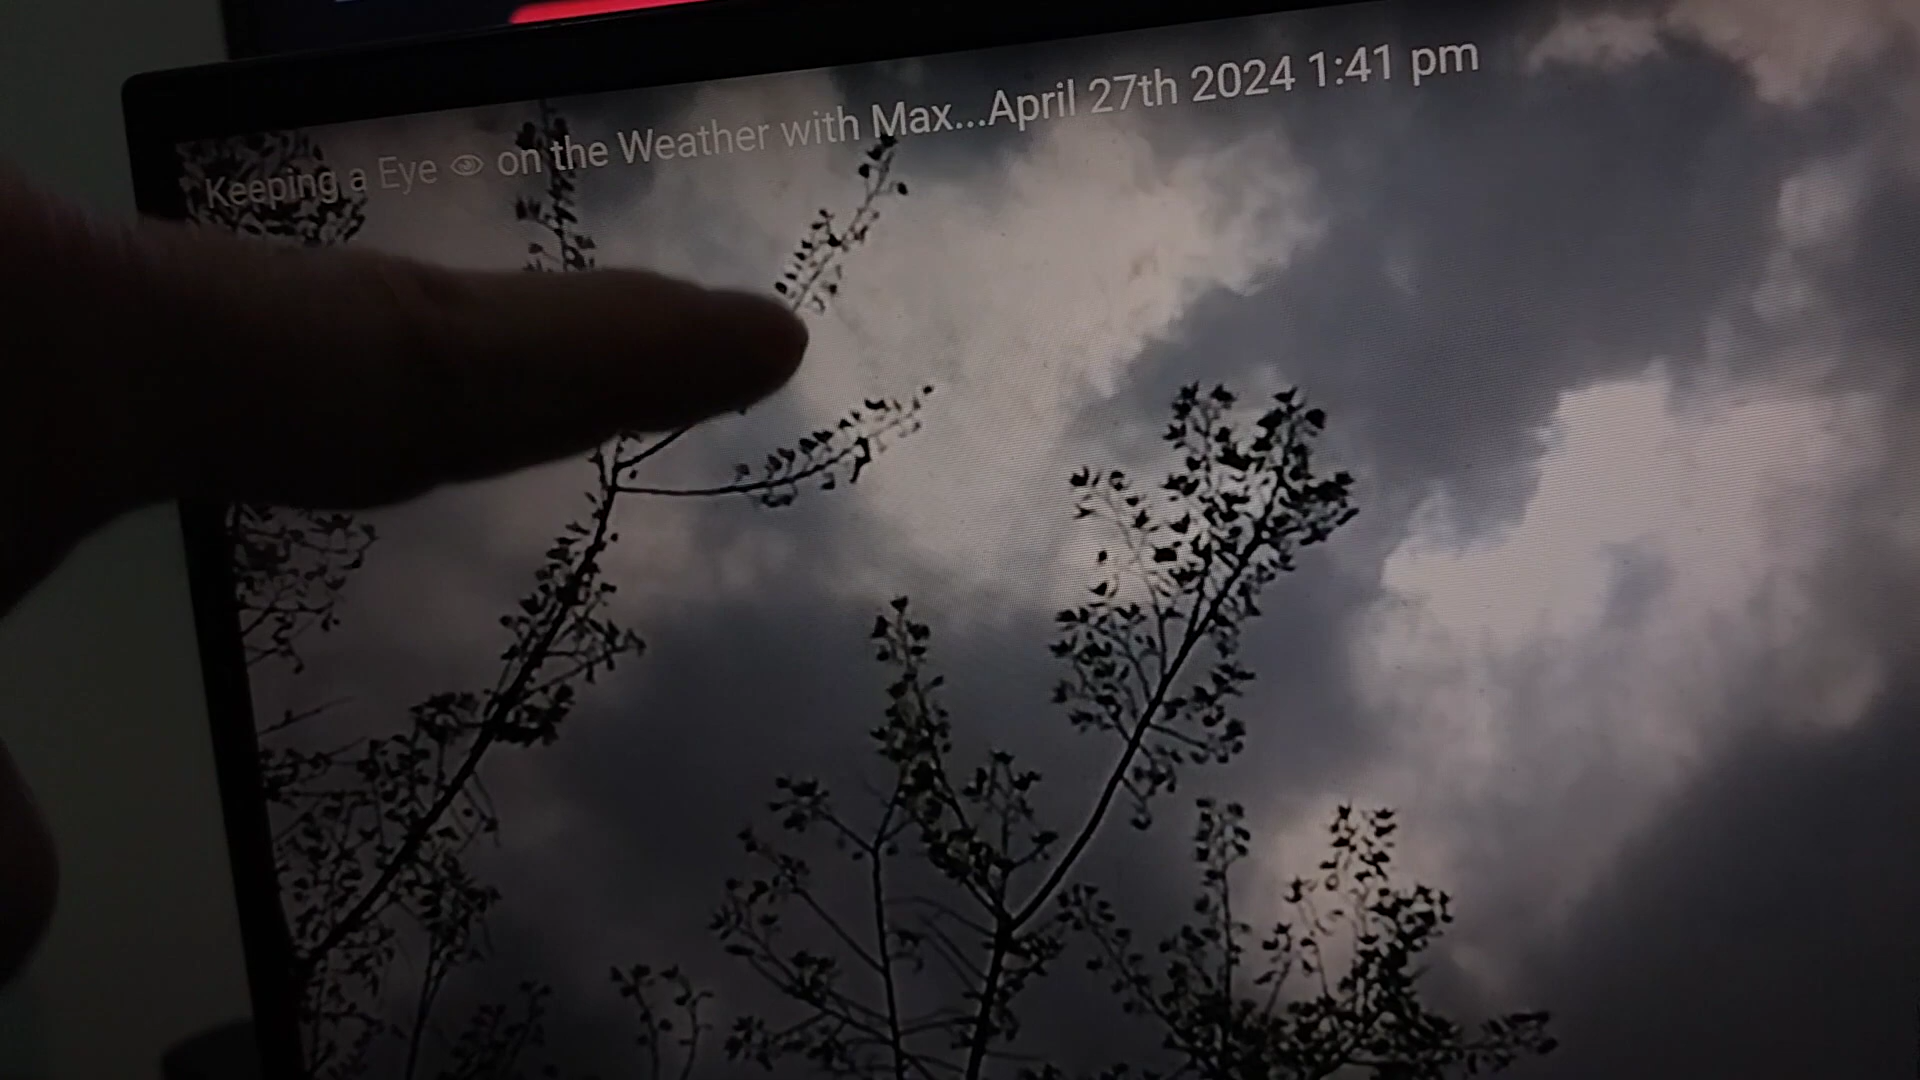 Keeping a Eye 👁 on the Weather with Max...April 27th 2024 1:41 pm